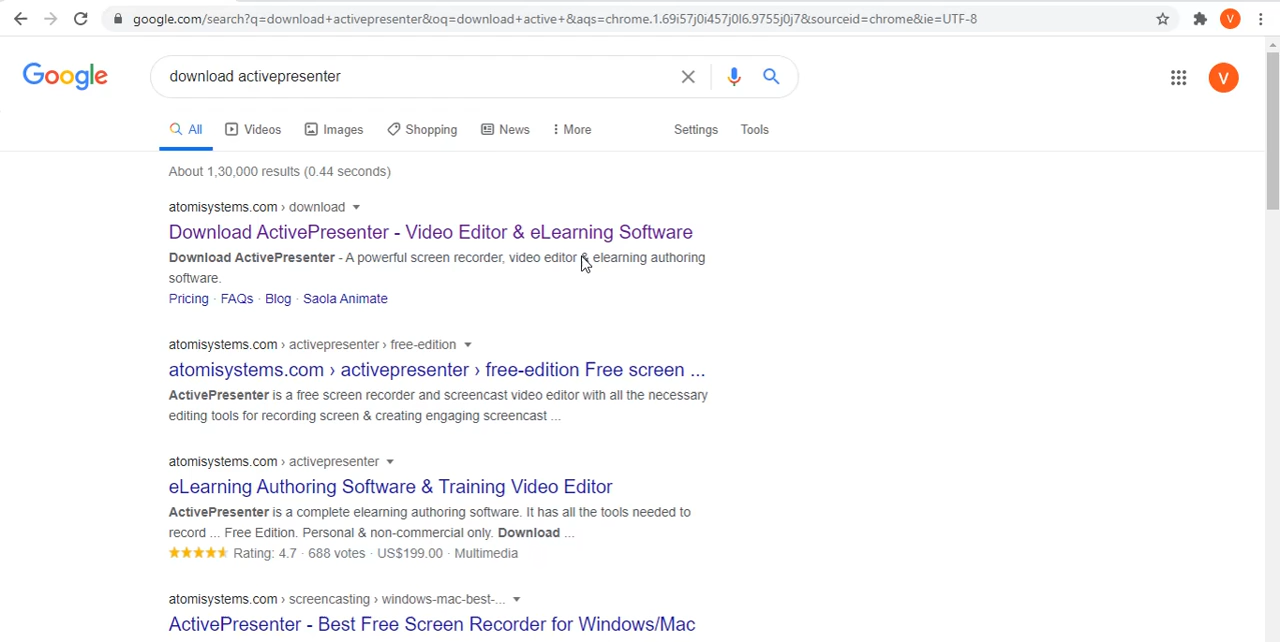 google.com/search?q=download+activepresenter&oq=download+active+&aqs=chrome.1.69i57j0i457j0l6.9755j0j7&sourceid=chrome&ie=UTF-8 V
Google download activepresenter V
All Videos Images Shopping News More Settings Tools
About 1,30,000 results (0.44 seconds)
atomisystems.com › download
Download ActivePresenter - Video Editor & eLearning Software
Download ActivePresenter - A powerful screen recorder, video editor & elearning authoring
software.
Pricing · FAQs · Blog · Saola Animate
atomisystems.com › activepresenter › free-edition
atomisystems.com › activepresenter › free-edition Free screen ...
ActivePresenter is a free screen recorder and screencast video editor with all the necessary
editing tools for recording screen & creating engaging screencast ...
atomisystems.com › activepresenter
eLearning Authoring Software & Training Video Editor
ActivePresenter is a complete elearning authoring software. It has all the tools needed to
record ... Free Edition. Personal & non-commercial only. Download ...
Rating: 4.7 · 688 votes · US$199.00 · Multimedia
atomisystems.com › screencasting › windows-mac-best-...
ActivePresenter - Best Free Screen Recorder for Windows/Mac